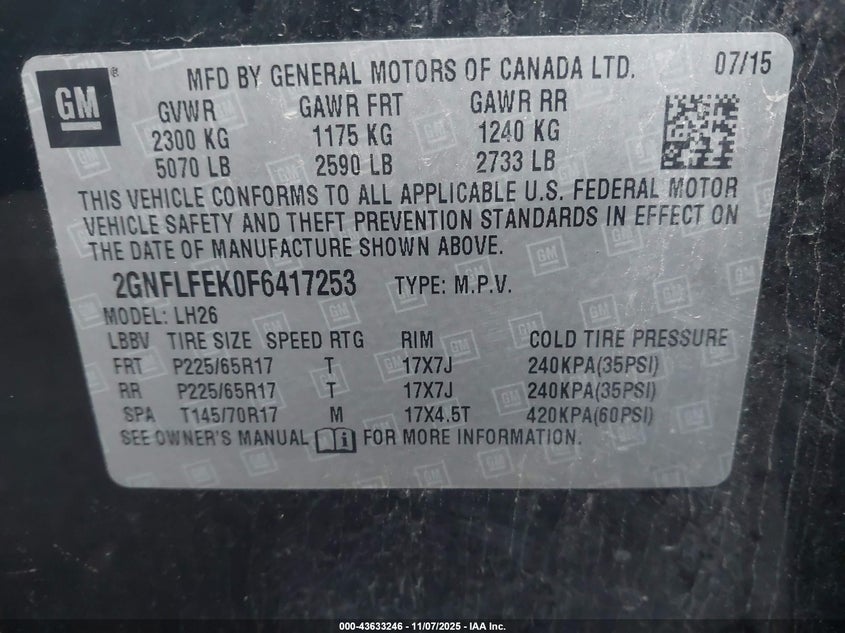 GM ® MFD BY GENERAL MOTORS OF CANADA LTD. 07/15
GVWR GAWR FRT GAWR RR
2300 KG 1175 KG 1240 KG
5070 LB 2590 LB 2733 LB
THIS VEHICLE CONFORMS TO ALL APPLICABLE U.S. FEDERAL MOTOR
VEHICLE SAFETY AND THEFT PREVENTION STANDARDS IN EFFECT ON
THE DATE OF MANUFACTURE SHOWN ABOVE.
2GNFLFEK0F6417253 TYPE: M.P.V.
MODEL: LH26
LBBV TIRE SIZE SPEED RTG RIM COLD TIRE PRESSURE
FRT P225/65R17 T 17X7J 240KPA(35PSI)
RR P225/65R17 T 17X7J 240KPA(35PSI)
SPA T145/70R17 M 17X4.5T 420KPA(60PSI)
SEE OWNER'S MANUAL FOR MORE INFORMATION.
000-43633246 - 11/07/2025 - IAA Inc.